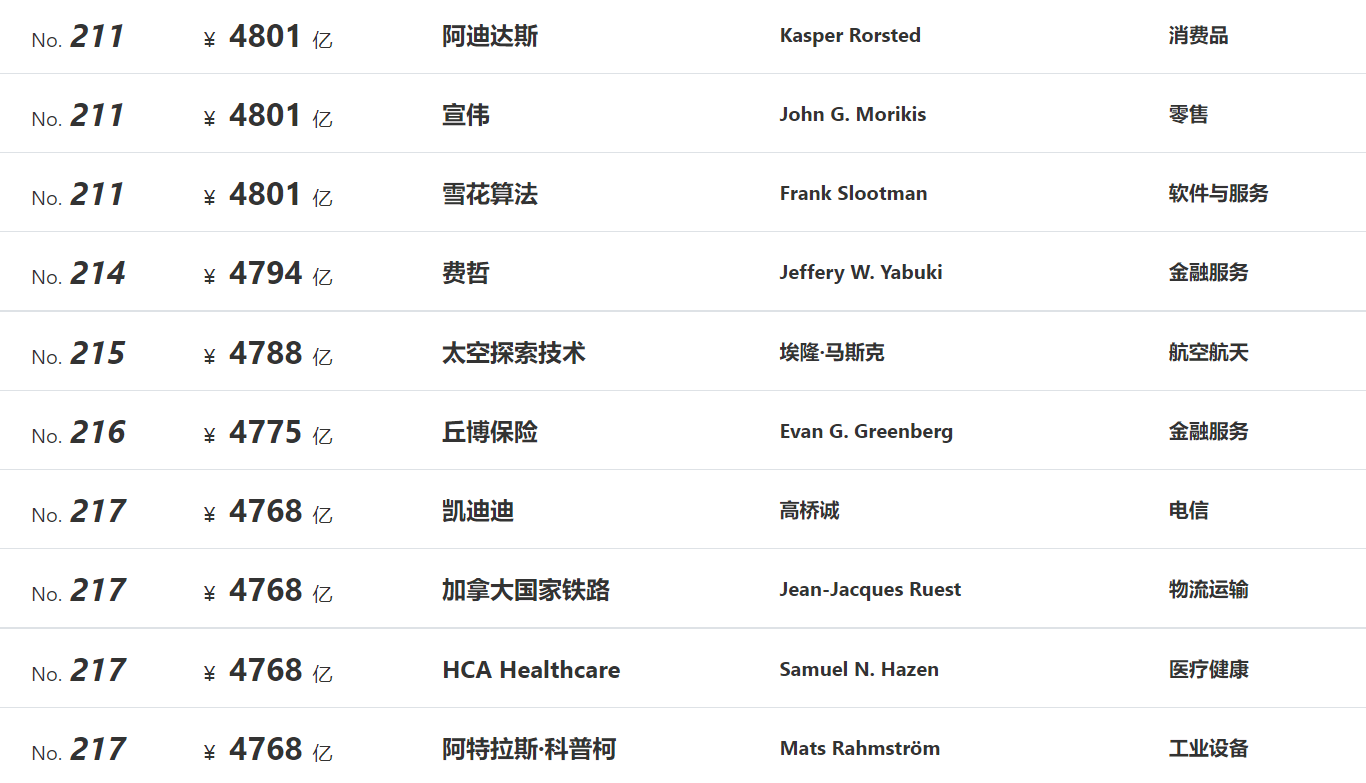 No. 211 ¥ 4801 亿 阿迪达斯 Kasper Rorsted 消费品
No. 211 ¥ 4801 亿 宣伟 John G. Morikis 零售
No. 211 ¥ 4801 亿 雪花算法 Frank Slootman 软件与服务
No. 214 ¥ 4794 亿 费哲 Jeffery W. Yabuki 金融服务
No. 215 ¥ 4788 亿 太空探索技术 埃隆·马斯克 航空航天
No. 216 ¥ 4775 亿 丘博保险 Evan G. Greenberg 金融服务
No. 217 ¥ 4768 亿 凯迪迪 高桥诚 电信
No. 217 ¥ 4768 亿 加拿大国家铁路 Jean-Jacques Ruest 物流运输
No. 217 ¥ 4768 亿 HCA Healthcare Samuel N. Hazen 医疗健康
No. 217 ¥ 4768 亿 阿特拉斯·科普柯 Mats Rahmström 工业设备